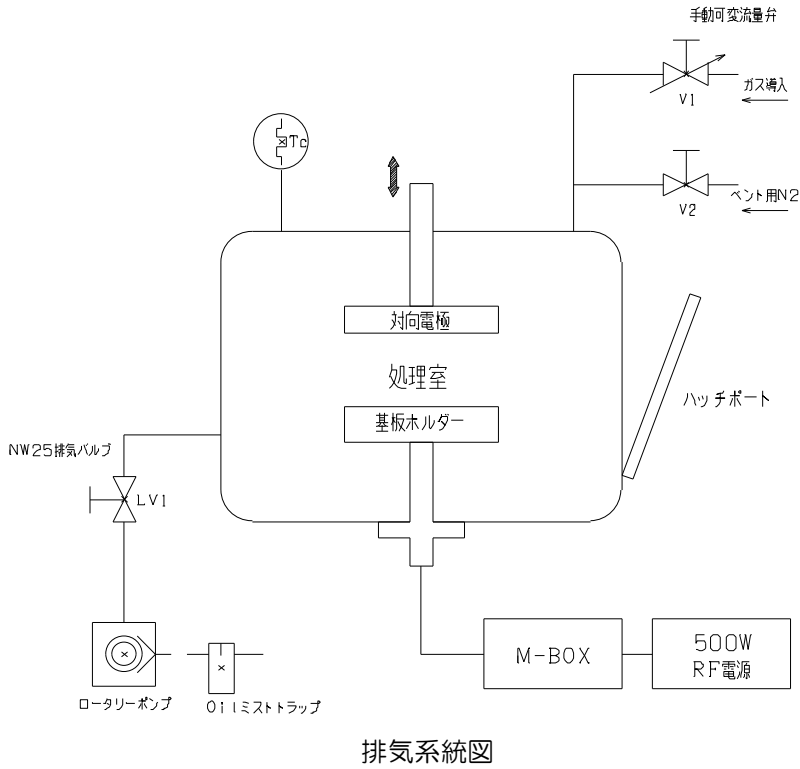 手動可変流量弁
V1
ガス導入
Tc
V2
ベント用N2
対向電極
処理室
ハッチポート
基板ホルダー
NW25排気バルブ
LV1
M-BOX
500W
RF電源
ロータリーポンプ
Oilミストトラップ
排気系統図